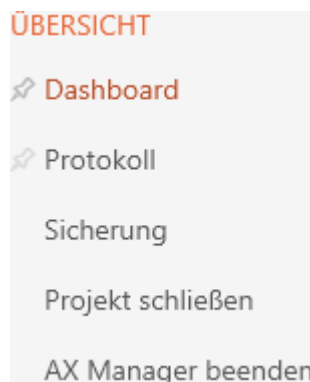 ÜBERSICHT
Dashboard
Protokoll
Sicherung
Projekt schließen
AX Manager beenden